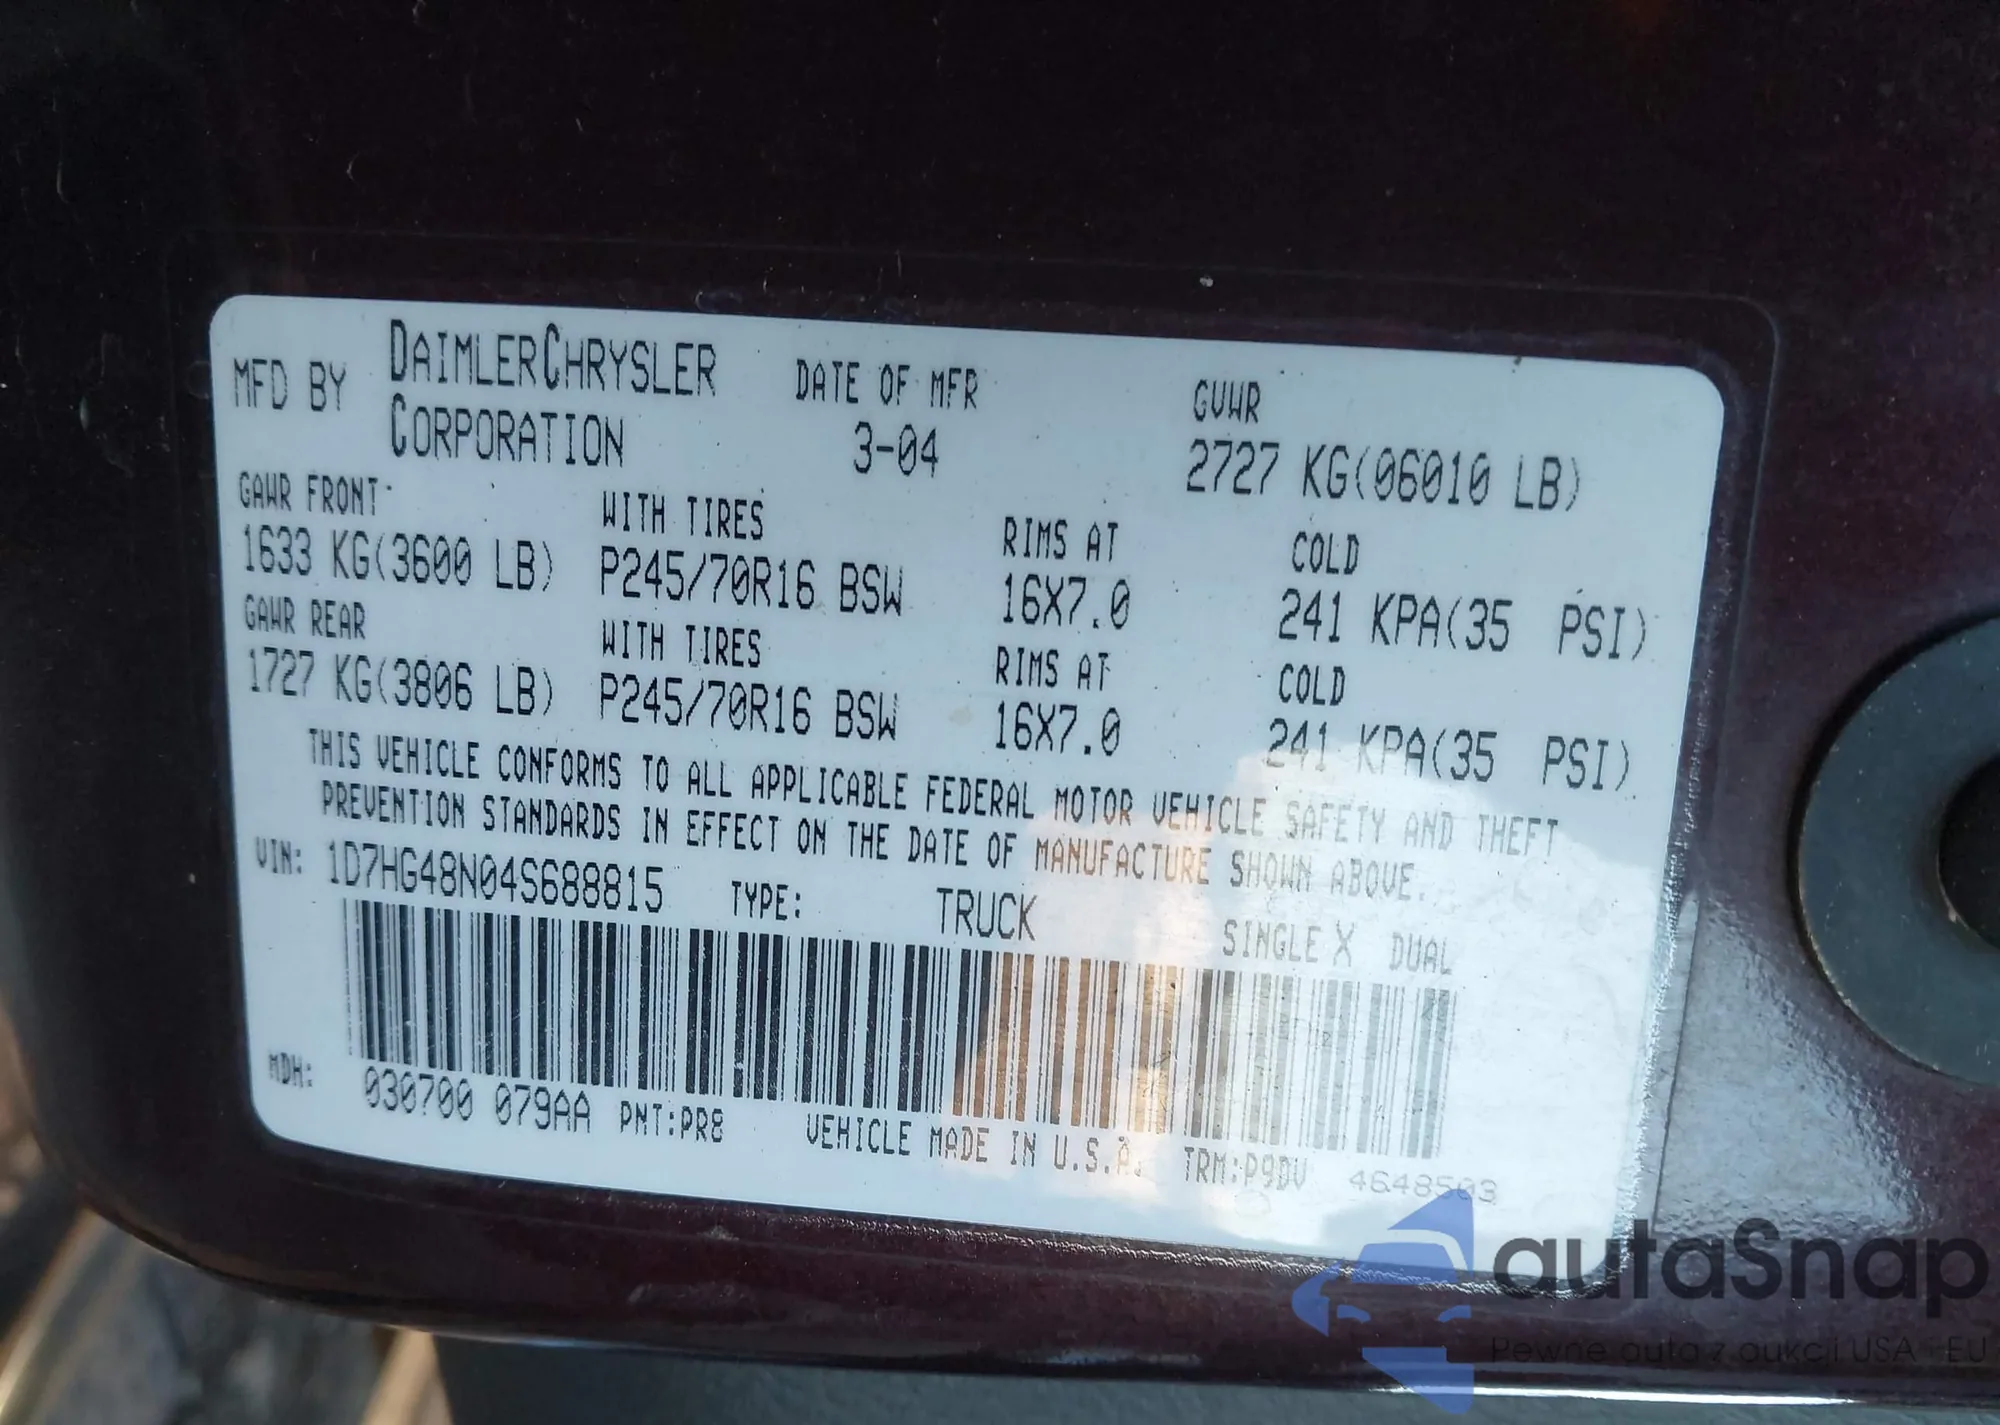 MFD BY DAIMLERCHRYSLER CORPORATION DATE OF MFR 3-04 GVWR 2727 KG(06010 LB)
GAWR FRONT WITH TIRES RIMS AT COLD
1633 KG(3600 LB) P245/70R16 BSW 16X7.0 241 KPA(35 PSI)
GAWR REAR WITH TIRES RIMS AT COLD
1727 KG(3806 LB) P245/70R16 BSW 16X7.0 241 KPA(35 PSI)
THIS VEHICLE CONFORMS TO ALL APPLICABLE FEDERAL MOTOR VEHICLE SAFETY AND THEFT
PREVENTION STANDARDS IN EFFECT ON THE DATE OF MANUFACTURE SHOWN ABOVE.
VIN: 1D7HG48N04S688815 TYPE: TRUCK SINGLE X DUAL
MDH: 030700 079AA PNT:PR8 VEHICLE MADE IN U.S.A. TRM:P9DV 4648503
autaSnap
Pewne auta z aukcji USA - EU